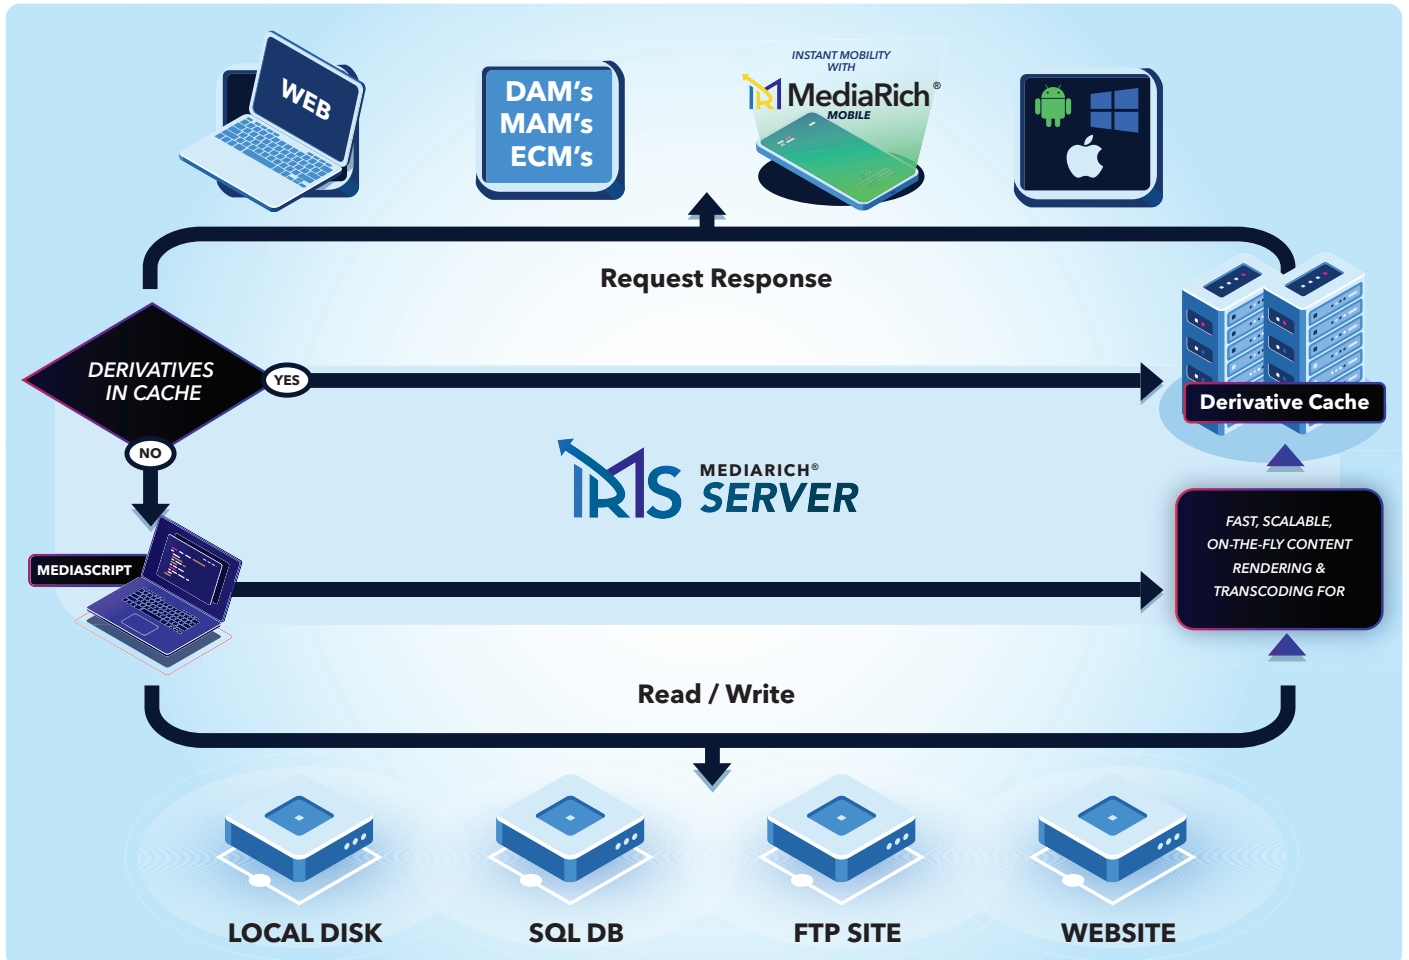 WEB
DAM's
MAM's
ECM's
INSTANT MOBILITY
WITH
MediaRich®
MOBILE
Request Response
DERIVATIVES
IN CACHE
YES
NO
Derivative Cache
IRMS MEDIARICH®
SERVER
FAST, SCALABLE,
ON-THE-FLY CONTENT
RENDERING &
TRANSCODING FOR
MEDIASCRIPT
Read / Write
LOCAL DISK
SQL DB
FTP SITE
WEBSITE